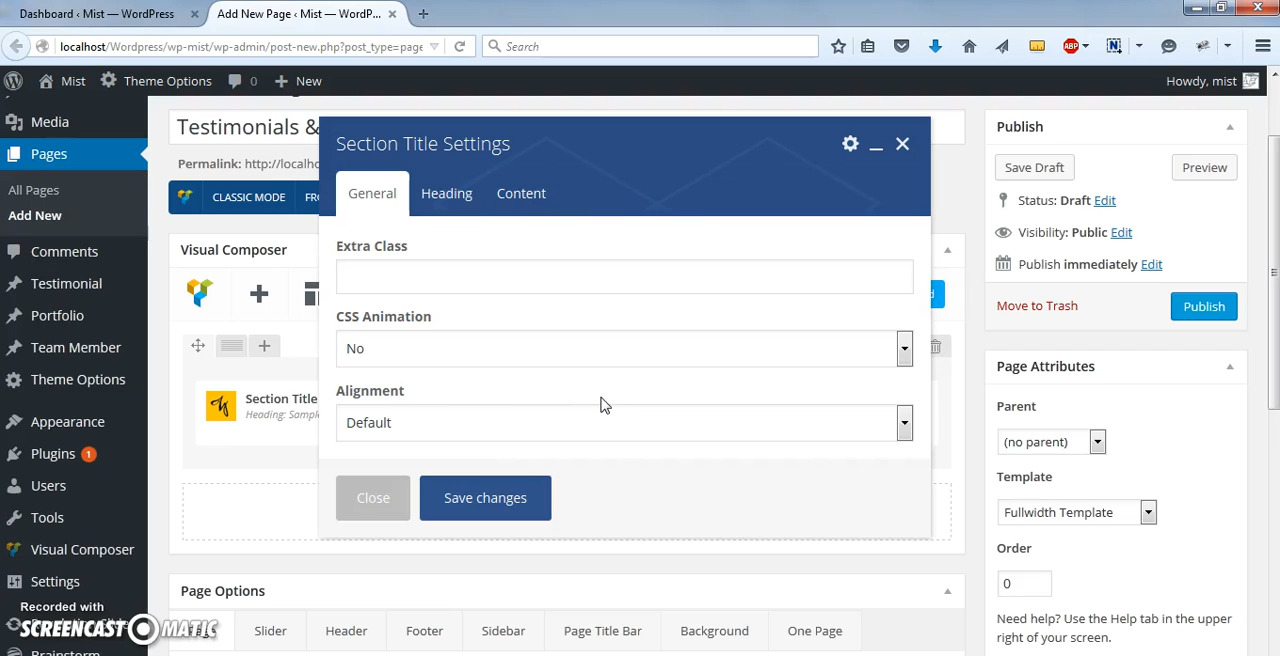 Dashboard ‹ Mist — WordPress
Add New Page ‹ Mist — WordP...
localhost/Wordpress/wp-mist/wp-admin/post-new.php?post_type=page
Search
ABP
Mist
Theme Options
0
New
Howdy, mist
Media
Pages
All Pages
Add New
Comments
Testimonial
Portfolio
Team Member
Theme Options
Appearance
Plugins 1
Users
Tools
Visual Composer
Settings
Recorded with
SCREENCAST MATIC
Testimonials &
Permalink: http://localho
CLASSIC MODE
Visual Composer
Section Title
Heading: Sample
Section Title Settings
General
Heading
Content
Extra Class
CSS Animation
No
Alignment
Default
Close
Save changes
Page Options
Slider
Header
Footer
Sidebar
Page Title Bar
Background
One Page
Publish
Save Draft
Preview
Status: Draft Edit
Visibility: Public Edit
Publish immediately Edit
Move to Trash
Publish
Page Attributes
Parent
(no parent)
Template
Fullwidth Template
Order
0
Need help? Use the Help tab in the upper
right of your screen.